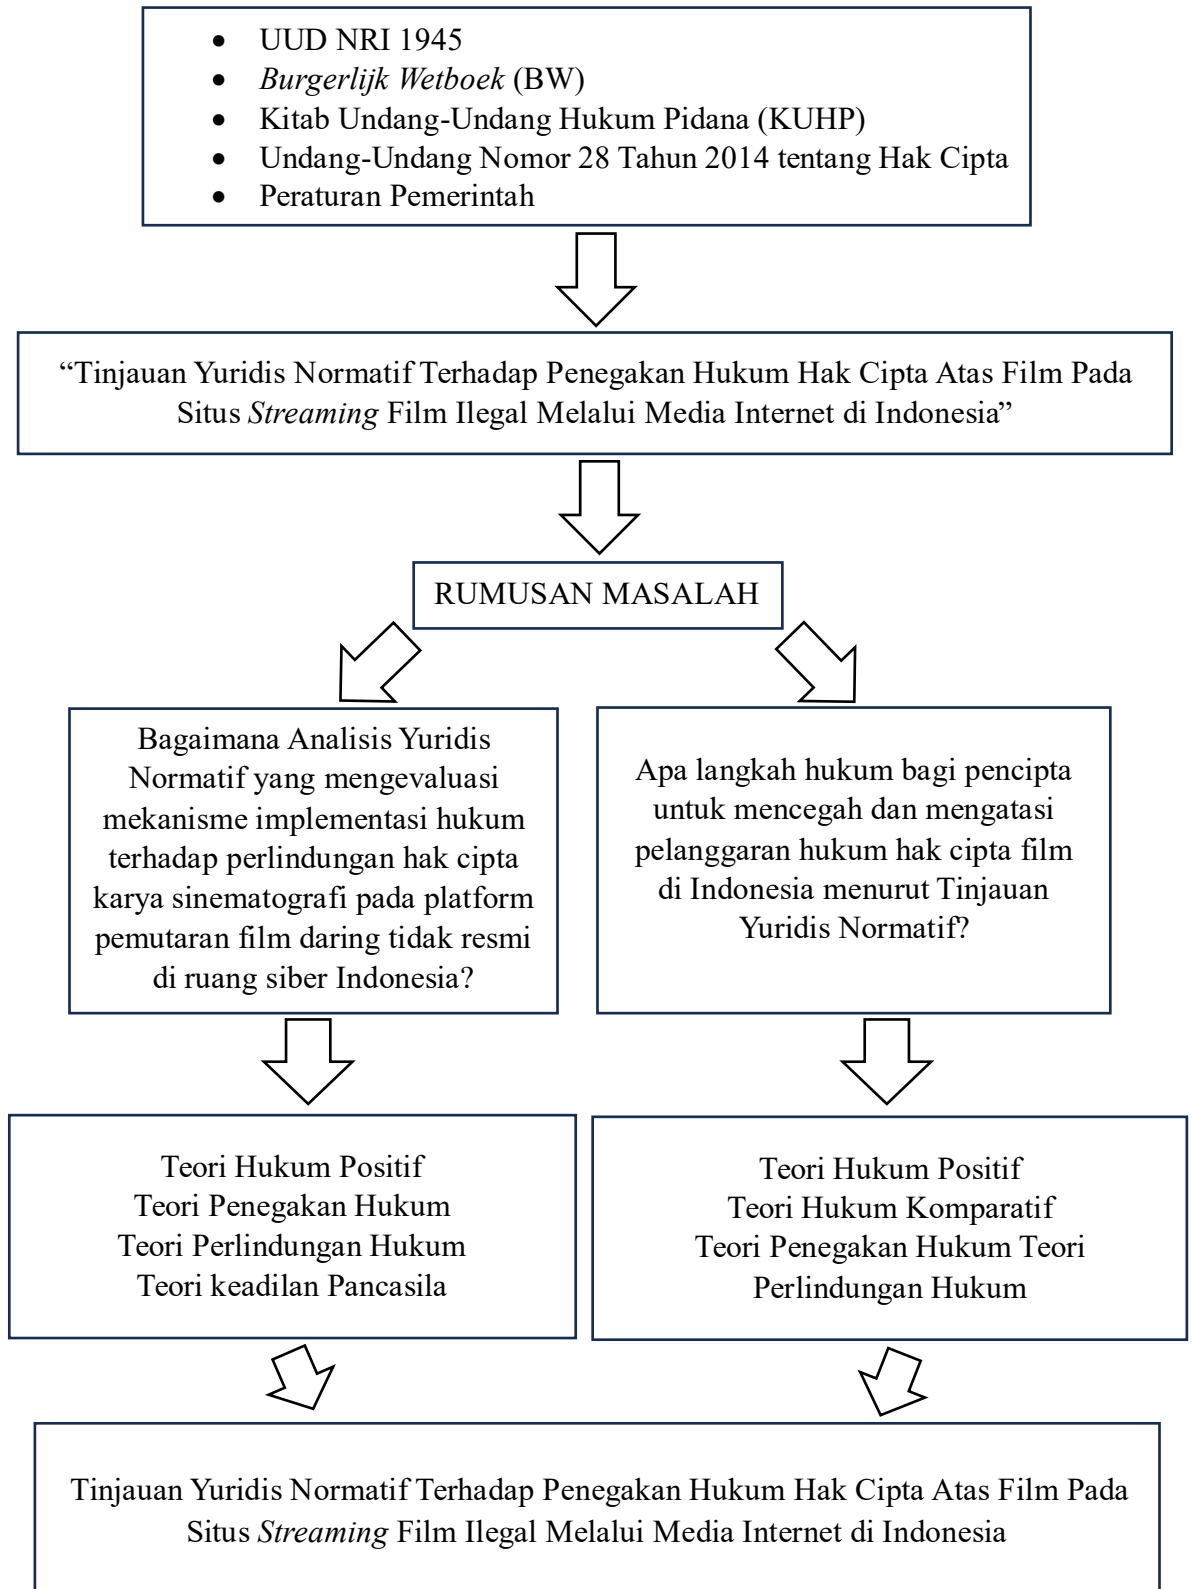 • UUD NRI 1945
• Burgerlijk Wetboek (BW)
• Kitab Undang-Undang Hukum Pidana (KUHP)
• Undang-Undang Nomor 28 Tahun 2014 tentang Hak Cipta
• Peraturan Pemerintah
“Tinjauan Yuridis Normatif Terhadap Penegakan Hukum Hak Cipta Atas Film Pada
Situs Streaming Film Ilegal Melalui Media Internet di Indonesia”
RUMUSAN MASALAH
Bagaimana Analisis Yuridis
Normatif yang mengevaluasi
mekanisme implementasi hukum
terhadap perlindungan hak cipta
karya sinematografi pada platform
pemutaran film daring tidak resmi
di ruang siber Indonesia?
Apa langkah hukum bagi pencipta
untuk mencegah dan mengatasi
pelanggaran hukum hak cipta film
di Indonesia menurut Tinjauan
Yuridis Normatif?
Teori Hukum Positif
Teori Penegakan Hukum
Teori Perlindungan Hukum
Teori keadilan Pancasila
Teori Hukum Positif
Teori Hukum Komparatif
Teori Penegakan Hukum Teori
Perlindungan Hukum
Tinjauan Yuridis Normatif Terhadap Penegakan Hukum Hak Cipta Atas Film Pada
Situs Streaming Film Ilegal Melalui Media Internet di Indonesia